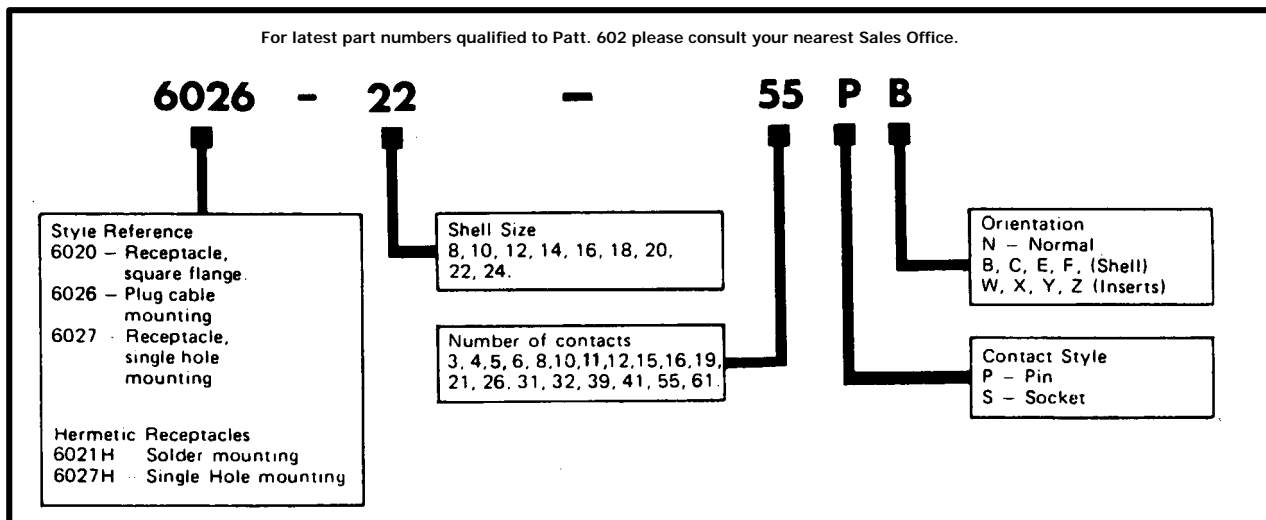 For latest part numbers qualified to Patt. 602 please consult your nearest Sales Office.
6026 - 22 - 55 P B
Style Reference
6020 – Receptacle,
square flange.
6026 – Plug cable
mounting
6027 - Receptacle,
single hole
mounting
Hermetic Receptacles
6021H Solder mounting
6027H - Single Hole mounting
Shell Size
8, 10, 12, 14, 16, 18, 20,
22, 24.
Number of contacts
3, 4, 5, 6, 8, 10, 11, 12, 15, 16, 19,
21, 26. 31, 32, 39, 41, 55, 61.
Orientation
N – Normal
B, C, E, F, (Shell)
W, X, Y, Z (Inserts)
Contact Style
P – Pin
S – Socket